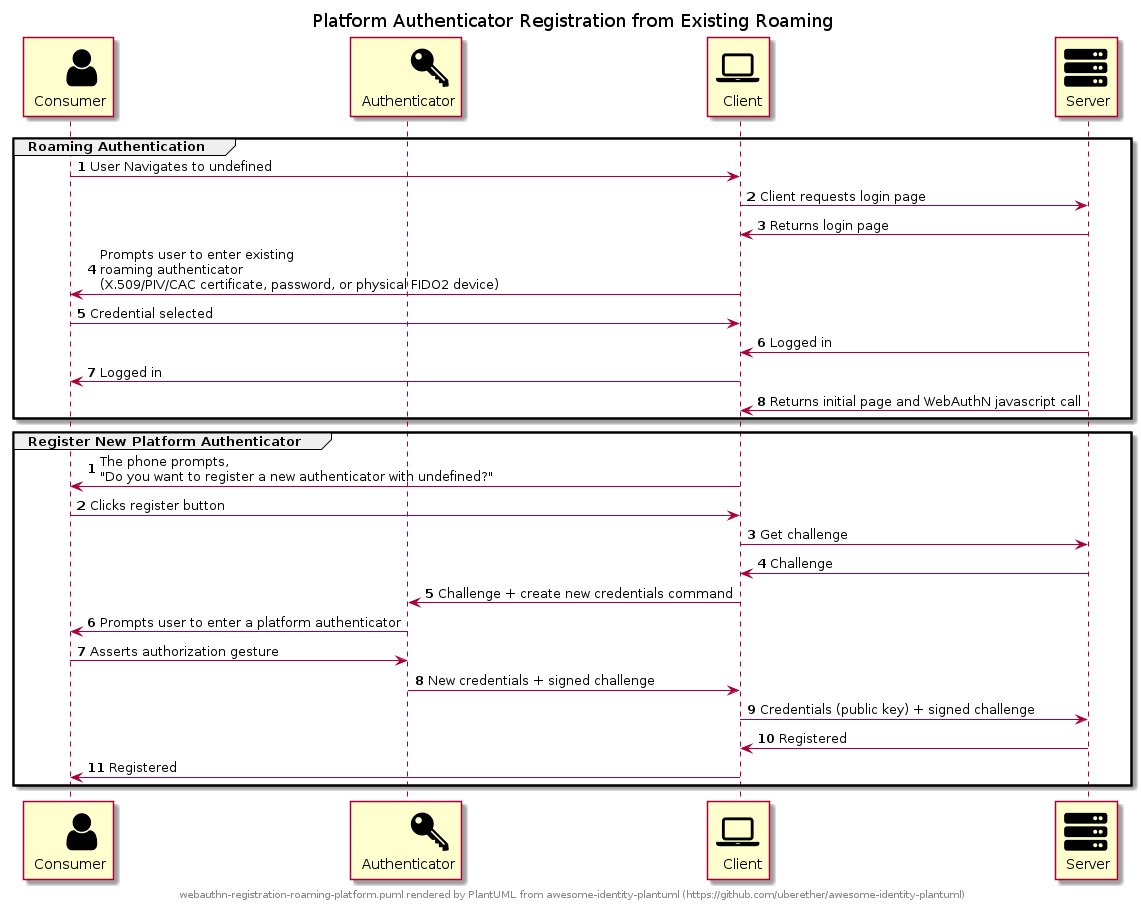 Platform Authenticator Registration from Existing Roaming
Consumer
Authenticator
Client
Server
Roaming Authentication
1 User Navigates to undefined
2 Client requests login page
3 Returns login page
Prompts user to enter existing
4 roaming authenticator
(X.509/PIV/CAC certificate, password, or physical FIDO2 device)
5 Credential selected
6 Logged in
7 Logged in
8 Returns initial page and WebAuthN javascript call
Register New Platform Authenticator
The phone prompts,
1
"Do you want to register a new authenticator with undefined?"
2 Clicks register button
3 Get challenge
4 Challenge
5 Challenge + create new credentials command
6 Prompts user to enter a platform authenticator
7 Asserts authorization gesture
8 New credentials + signed challenge
9 Credentials (public key) + signed challenge
10 Registered
11 Registered
Consumer
Authenticator
Client
Server
webauthn-registration-roaming-platform.puml rendered by PlantUML from awesome-identity-plantuml (https://github.com/uberether/awesome-identity-plantuml)